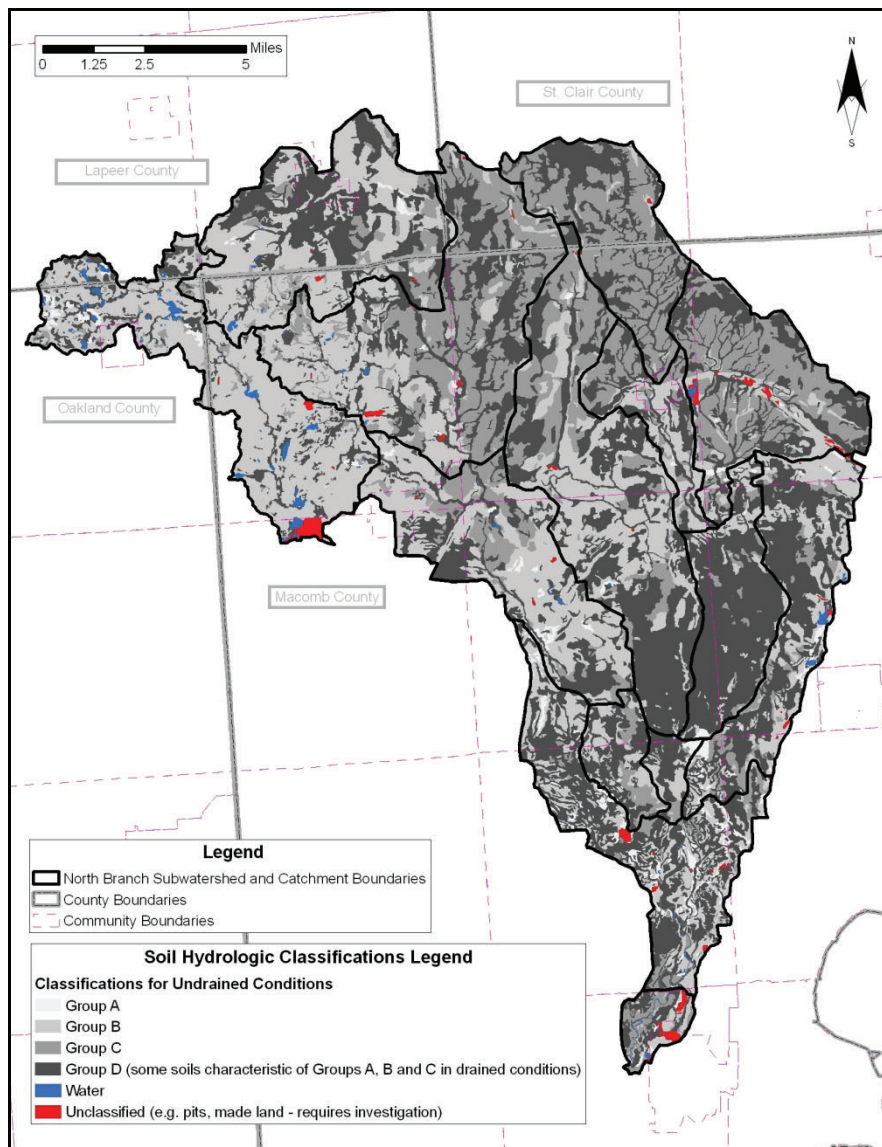 Miles
0 1.25 2.5 5
N
S
St. Clair County
Lapeer County
Oakland County
Macomb County
Legend
North Branch Subwatershed and Catchment Boundaries
County Boundaries
Community Boundaries
Soil Hydrologic Classifications Legend
Classifications for Undrained Conditions
Group A
Group B
Group C
Group D (some soils characteristic of Groups A, B and C in drained conditions)
Water
Unclassified (e.g. pits, made land - requires investigation)